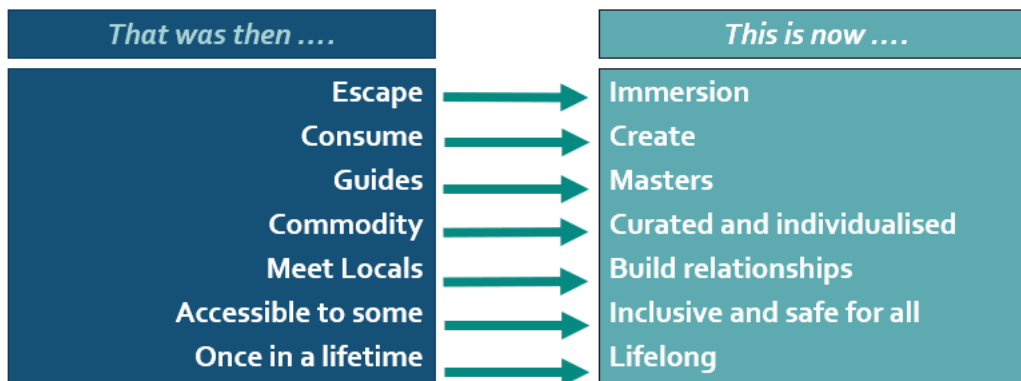 That was then ....
This is now ....
Escape
Immersion
Consume
Create
Guides
Masters
Commodity
Curated and individualised
Meet Locals
Build relationships
Accessible to some
Inclusive and safe for all
Once in a lifetime
Lifelong